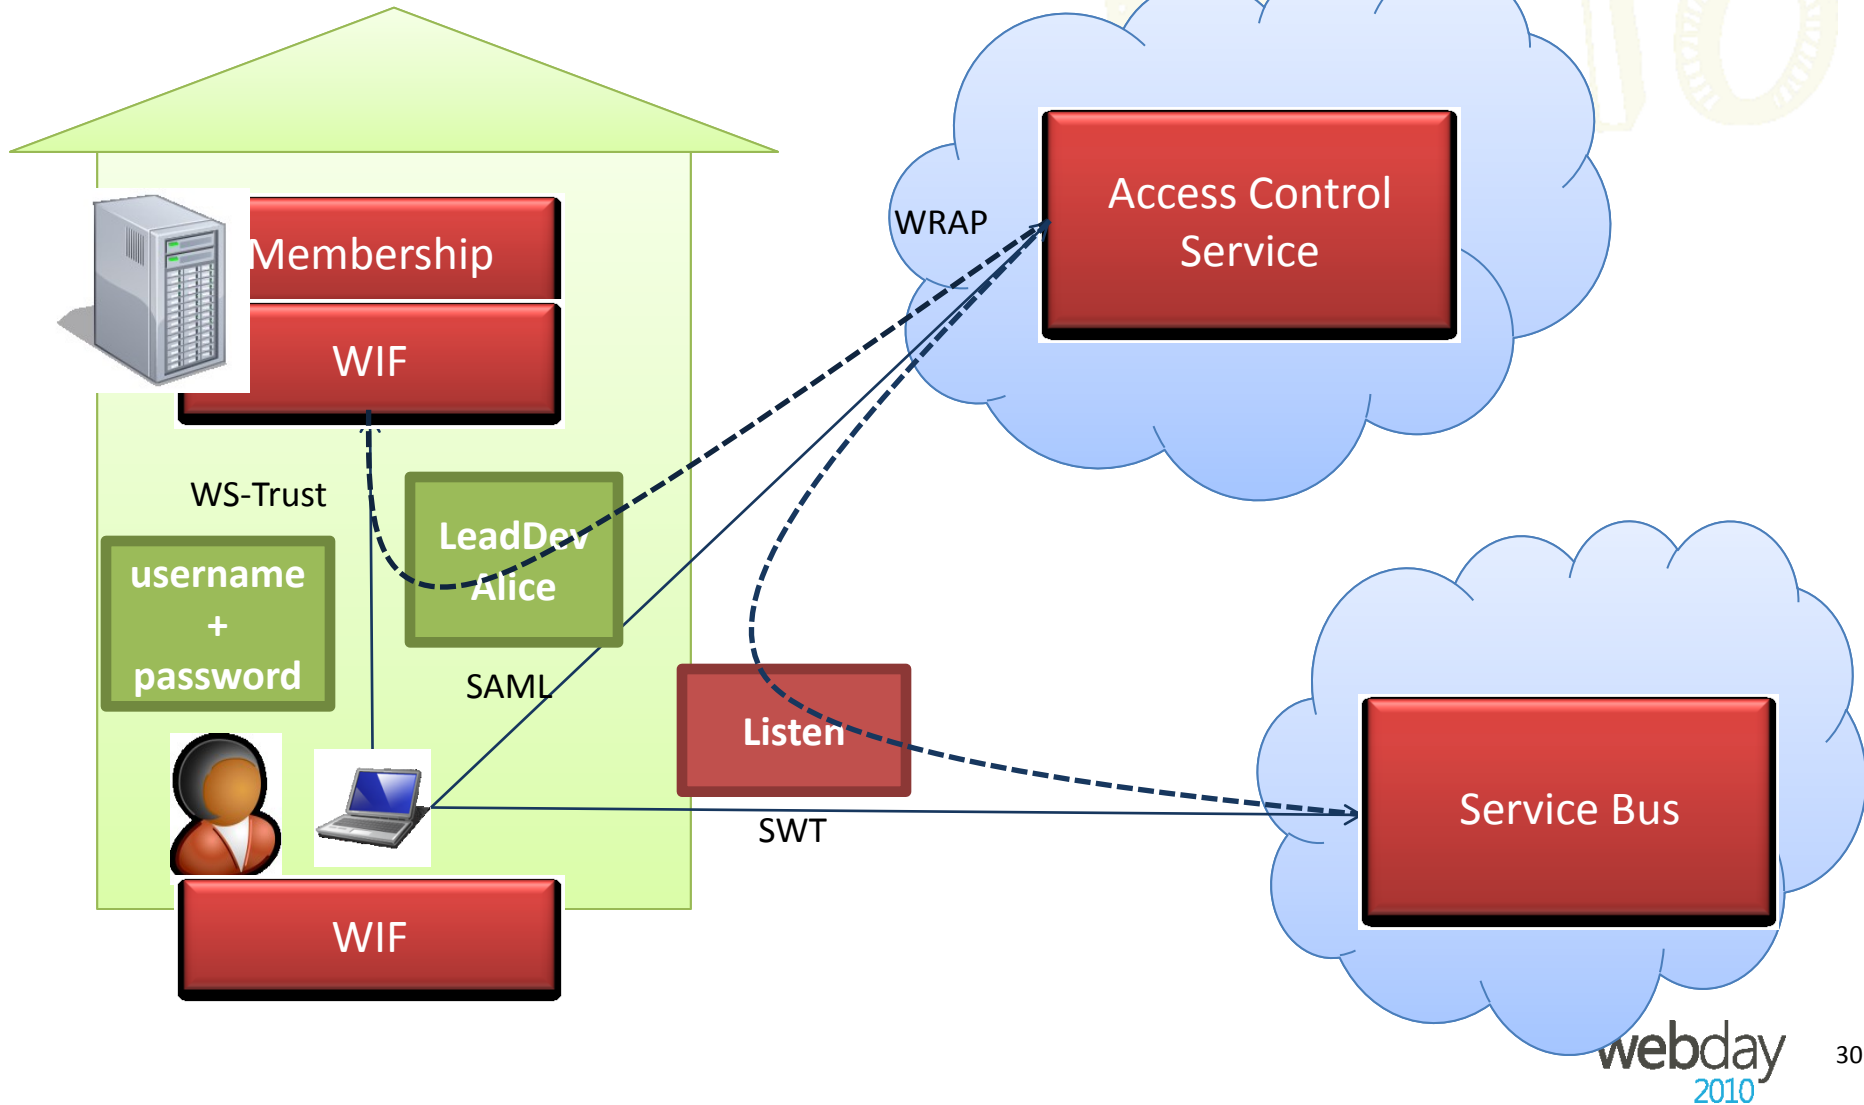 Membership
WIF
WS-Trust
username
+
password
LeadDev
Alice
SAML
WIF
WRAP
Access Control
Service
Listen
SWT
Service Bus
webday
2010
30